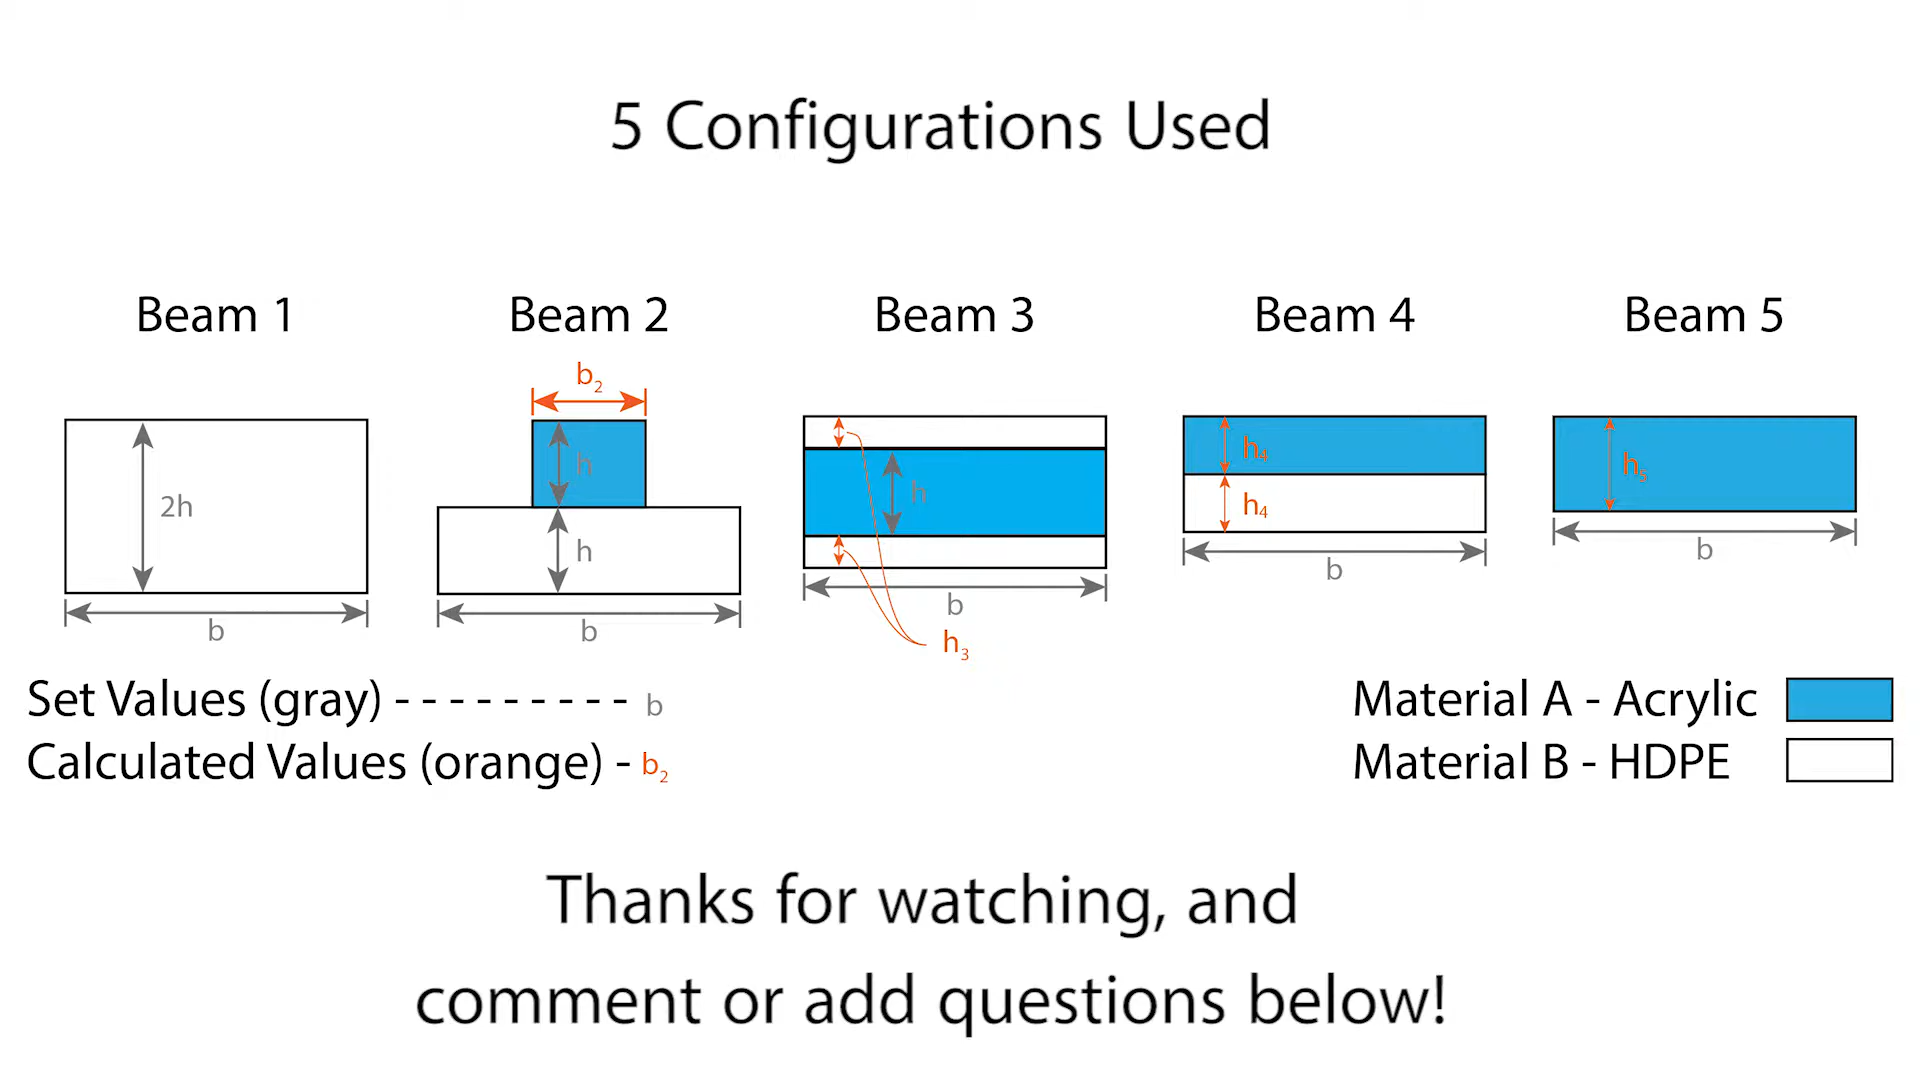 5 Configurations Used
Beam 1
Beam 2
Beam 3
Beam 4
Beam 5
2h
b
b₂
h
h
b
h
b
h₃
h₄
h₄
b
h₅
b
Set Values (gray) - - - - - - - - - b
Calculated Values (orange) - b₂
Material A - Acrylic
Material B - HDPE
Thanks for watching, and
comment or add questions below!